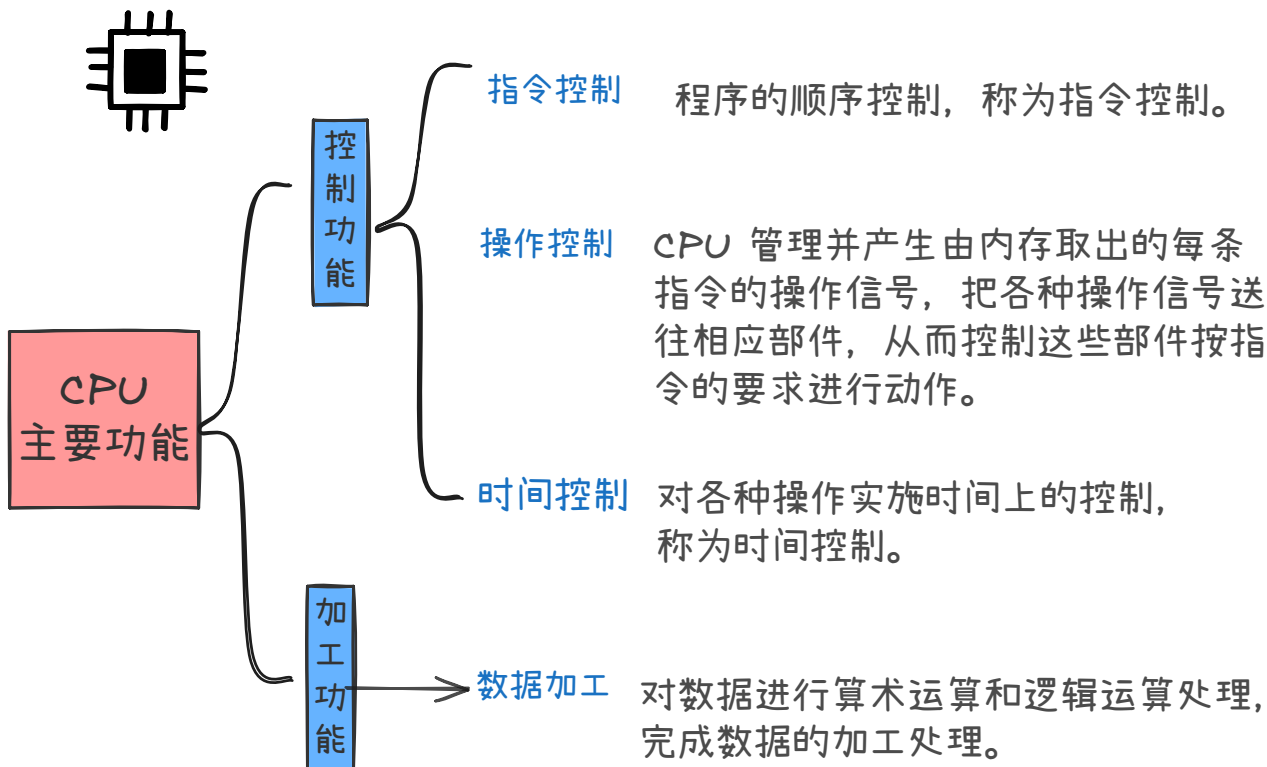 CPU
主要功能
控制功能
指令控制
程序的顺序控制，称为指令控制。
操作控制
CPU 管理并产生由内存取出的每条
指令的操作信号，把各种操作信号送
往相应部件，从而控制这些部件按指
令的要求进行动作。
时间控制
对各种操作实施时间上的控制，
称为时间控制。
加工功能
数据加工
对数据进行算术运算和逻辑运算处理，
完成数据的加工处理。